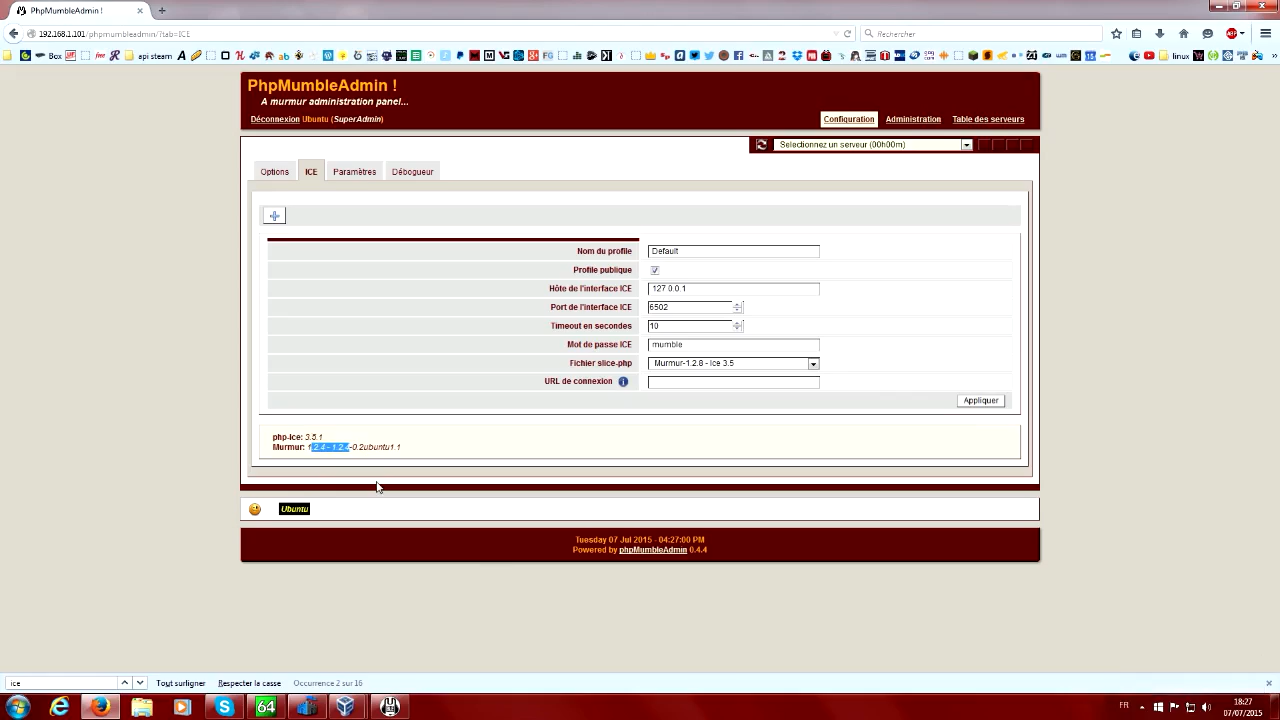 PhpMumbleAdmin !
192.168.1.101/phpmumbleadmin/?tab=ICE
Rechercher
Box
api steam
linux
PhpMumbleAdmin !
A murmur administration panel...
Déconnexion Ubuntu (SuperAdmin)
Configuration Administration Table des serveurs
Selectionnez un serveur (00h00m)
Options ICE Paramètres Débogueur
Nom du profile Default
Profile publique
Hôte de l'interface ICE 127.0.0.1
Port de l'interface ICE 6502
Timeout en secondes 10
Mot de passe ICE mumble
Fichier slice-php Murmur-1.2.8 - Ice 3.5
URL de connexion
Appliquer
php-Ice: 3.5.1
Murmur: 1.2.4 - 1.2.4-0.2ubuntu1.1
Ubuntu
Tuesday 07 Jul 2015 - 04:27:00 PM
Powered by phpMumbleAdmin 0.4.4
ice Tout surligner Respecter la casse Occurrence 2 sur 16
64
FR
18:27
07/07/2015